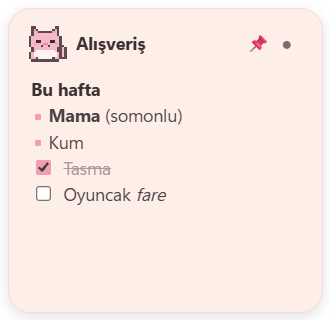 Alışveriş
Bu hafta
Mama (somonlu)
Kum
Tasma
Oyuncak fare